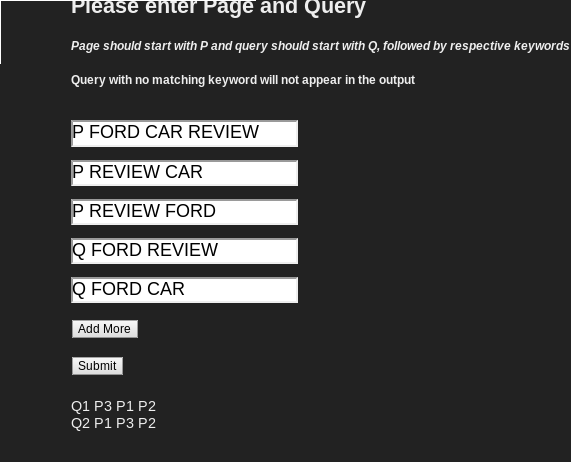 Please enter Page and Query
Page should start with P and query should start with Q, followed by respective keywords
Query with no matching keyword will not appear in the output
P FORD CAR REVIEW
P REVIEW CAR
P REVIEW FORD
Q FORD REVIEW
Q FORD CAR
Add More
Submit
Q1 P3 P1 P2
Q2 P1 P3 P2